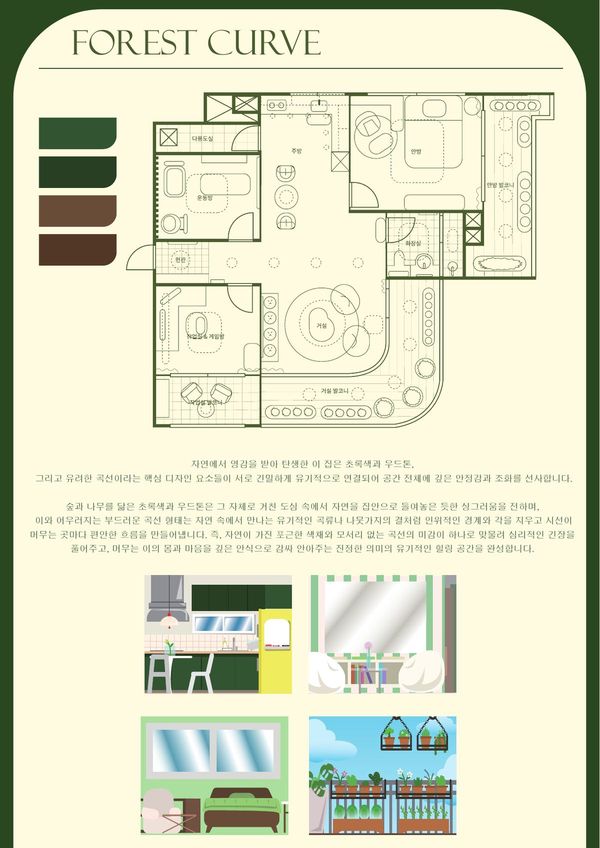 FOREST CURVE
다용도실
주방
안방
운동방
안방 발코니
화장실
현관
거실
작업실 & 게임방
거실 발코니
작업실 발코니
자연에서 영감을 받아 탄생한 이 집은 초록색과 우드톤,
그리고 유려한 곡선이라는 핵심 디자인 요소들이 서로 긴밀하게 유기적으로 연결되어 공간 전체에 깊은 안정감과 조화를 선사합니다.
숲과 나무를 닮은 초록색과 우드톤은 그 자체로 거친 도심 속에서 자연을 집안으로 들여놓은 듯한 싱그러움을 전하며,
이와 어우러지는 부드러운 곡선 형태는 자연 속에서 만나는 유기적인 곡류나 나뭇가지의 결처럼 인위적인 경계와 각을 지우고 시선이
머무는 곳마다 편안한 흐름을 만들어냅니다. 즉, 자연이 가진 포근한 색채와 모서리 없는 곡선의 미감이 하나로 맞물려 심리적인 긴장을
풀어주고, 머무는 이의 몸과 마음을 깊은 안식으로 감싸 안아주는 진정한 의미의 유기적인 힐링 공간을 완성합니다.